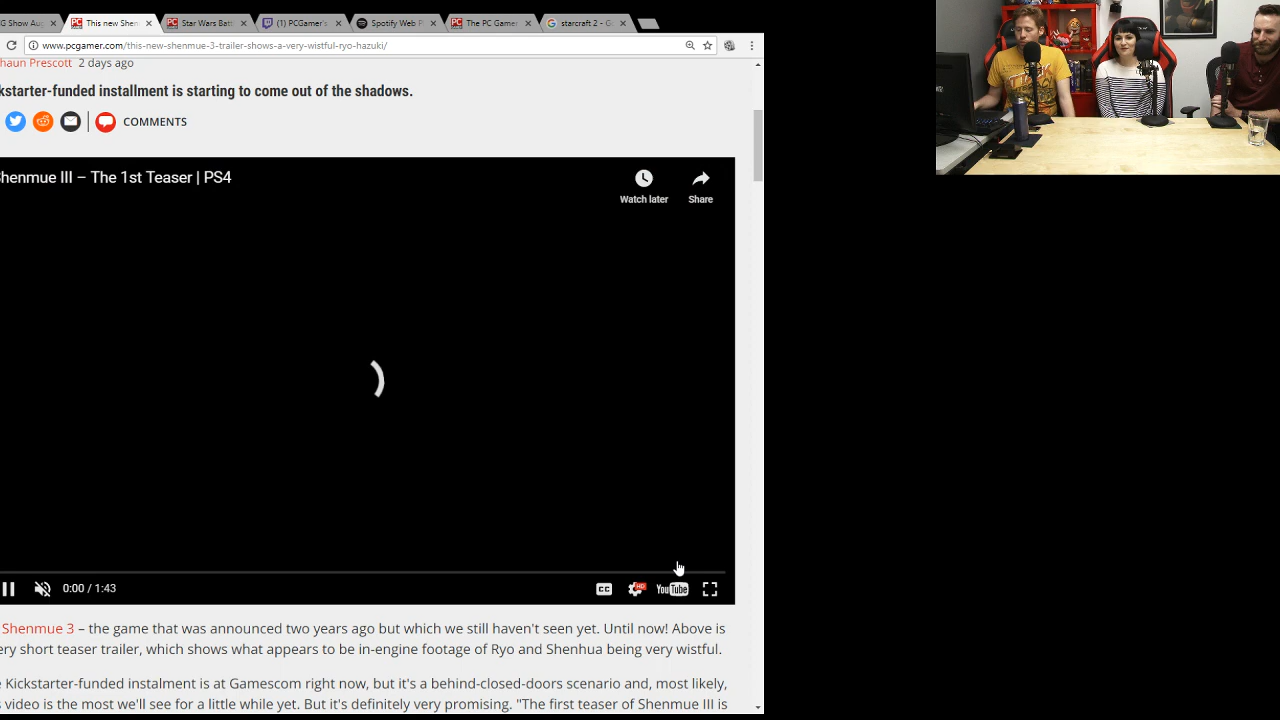 G Show Au
This new Shen
Star Wars Batt
(1) PCGamer's
Spotify Web P
The PC Gamer
starcraft 2 - Go
www.pcgamer.com/this-new-shenmue-3-trailer-shows-a-very-wistful-ryo-hazuki/
haun Prescott 2 days ago
kstarter-funded installment is starting to come out of the shadows.
COMMENTS
Shenmue III – The 1st Teaser | PS4
Watch later
Share
0:00 / 1:43
CC
HD
YouTube
Shenmue 3 – the game that was announced two years ago but which we still haven't seen yet. Until now! Above is
ery short teaser trailer, which shows what appears to be in-engine footage of Ryo and Shenhua being very wistful.
e Kickstarter-funded instalment is at Gamescom right now, but it's a behind-closed-doors scenario and, most likely,
s video is the most we'll see for a little while yet. But it's definitely very promising. "The first teaser of Shenmue III is